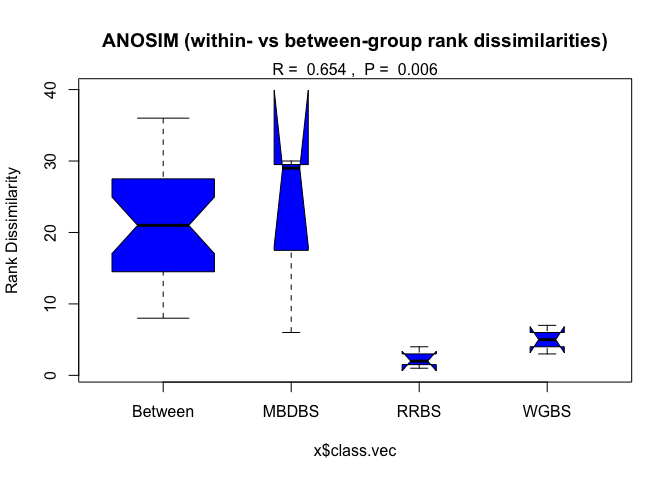 ANOSIM (within- vs between-group rank dissimilarities)
R =  0.654 ,  P =  0.006
Rank Dissimilarity
40
30
20
10
0
Between MBDBS RRBS WGBS
x$class.vec